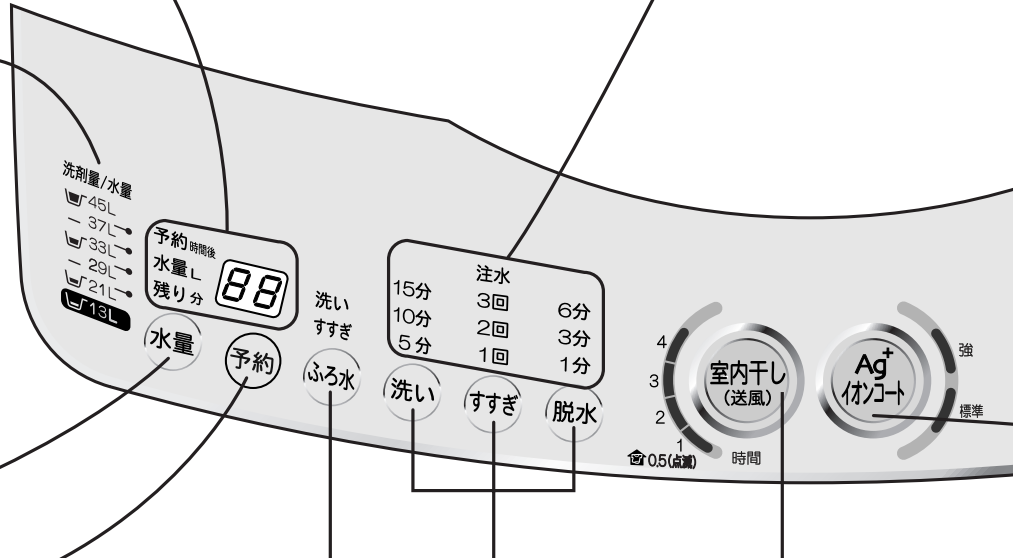 洗剤量/水量
45L
37L
33L
29L
21L
13L
予約 時間後
水量 L
残り 分
88
水量
予約
洗い
すすぎ
ふろ水
注水
15分 3回 6分
10分 2回 3分
5分 1回 1分
洗い
すすぎ
脱水
4
3
2
1
0.5(点滅)
時間
室内干し
(送風)
Ag+
イオンコート
強
標準